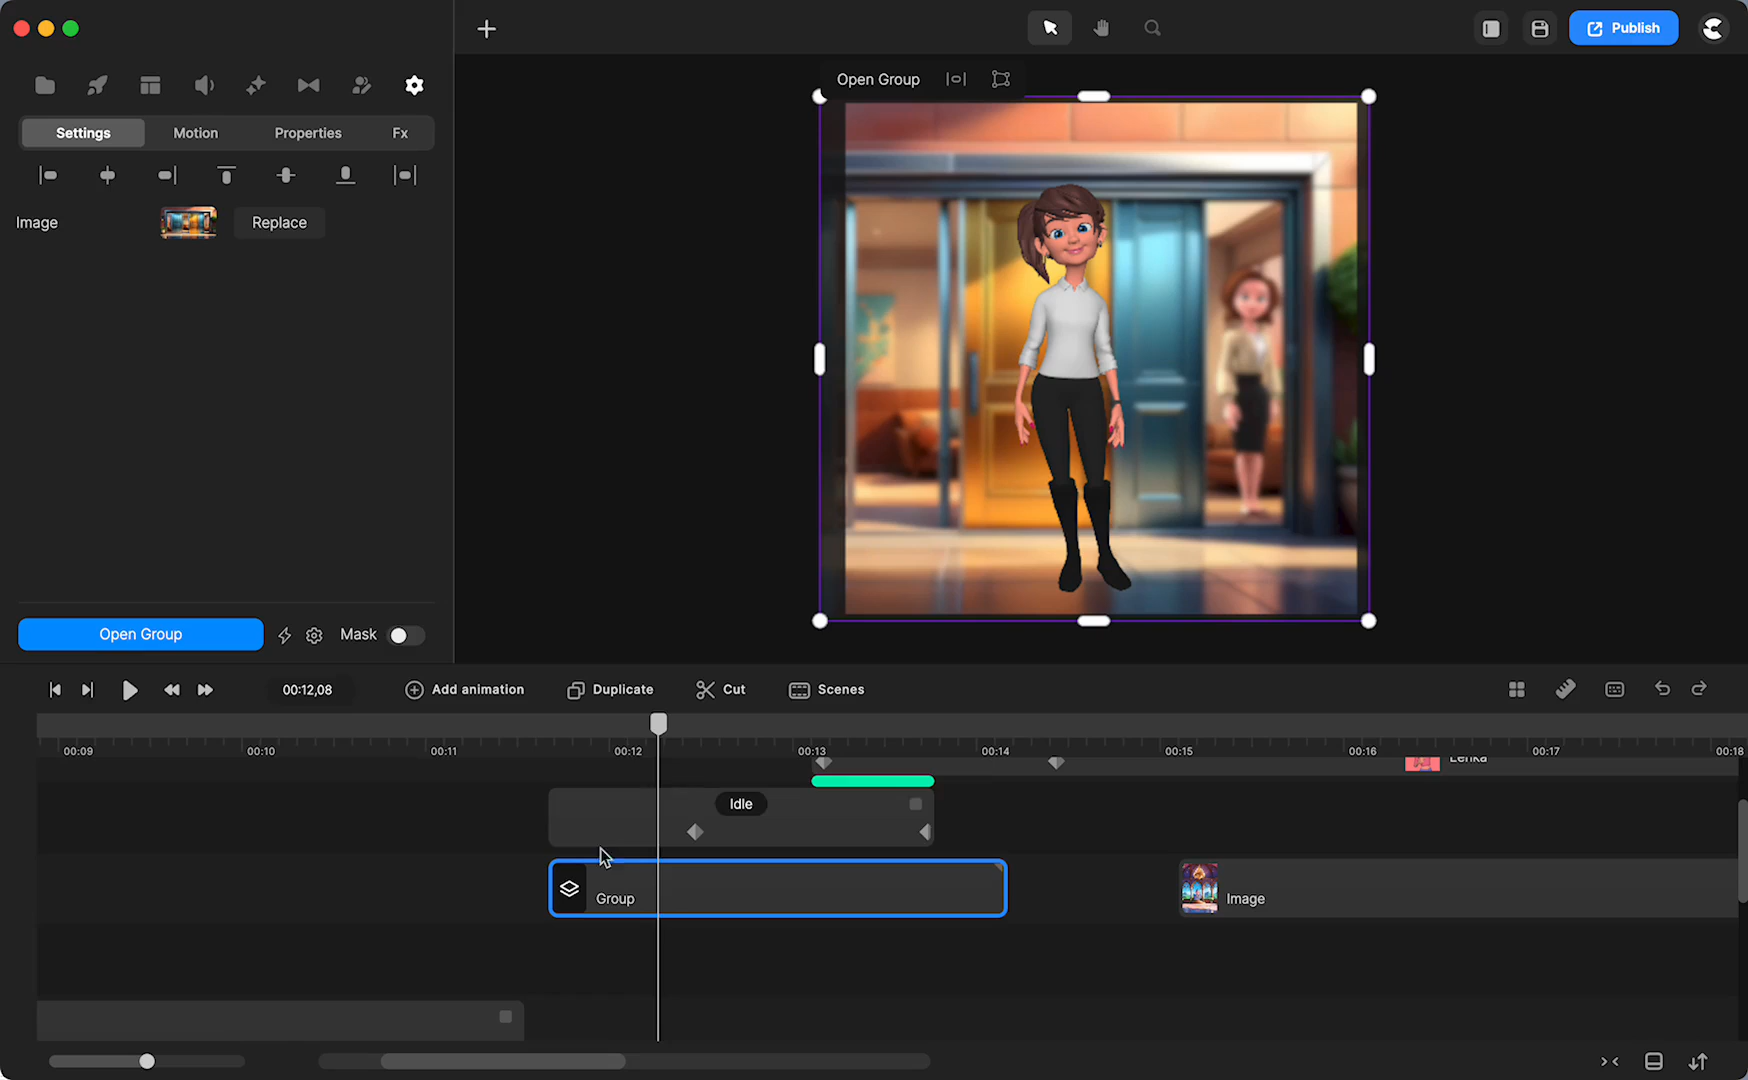 Publish
Open Group
Settings
Motion
Properties
Fx
Image
Replace
Open Group
Mask
00:12,08
Add animation
Duplicate
Cut
Scenes
00:09
00:10
00:11
00:12
00:13
00:14
00:15
00:16
00:17
00:18
Lenka
Idle
Group
Image